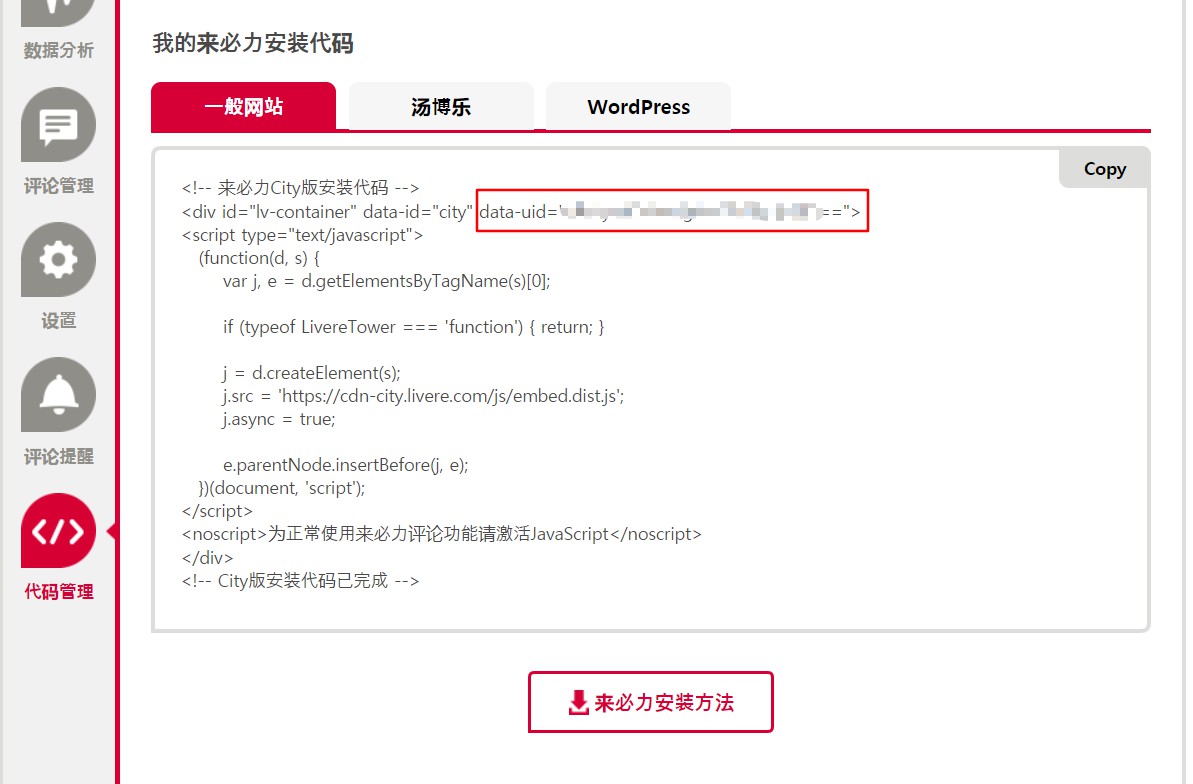 数据分析
评论管理
设置
评论提醒
代码管理
我的来必力安装代码
一般网站
汤博乐
WordPress
Copy
<!-- 来必力City版安装代码 -->
<div id="lv-container" data-id="city" data-uid="==">
<script type="text/javascript">
(function(d, s) {
var j, e = d.getElementsByTagName(s)[0];
if (typeof LivereTower === 'function') { return; }
j = d.createElement(s);
j.src = 'https://cdn-city.livere.com/js/embed.dist.js';
j.async = true;
e.parentNode.insertBefore(j, e);
})(document, 'script');
</script>
<noscript>为正常使用来必力评论功能请激活JavaScript</noscript>
</div>
<!-- City版安装代码已完成 -->
来必力安装方法